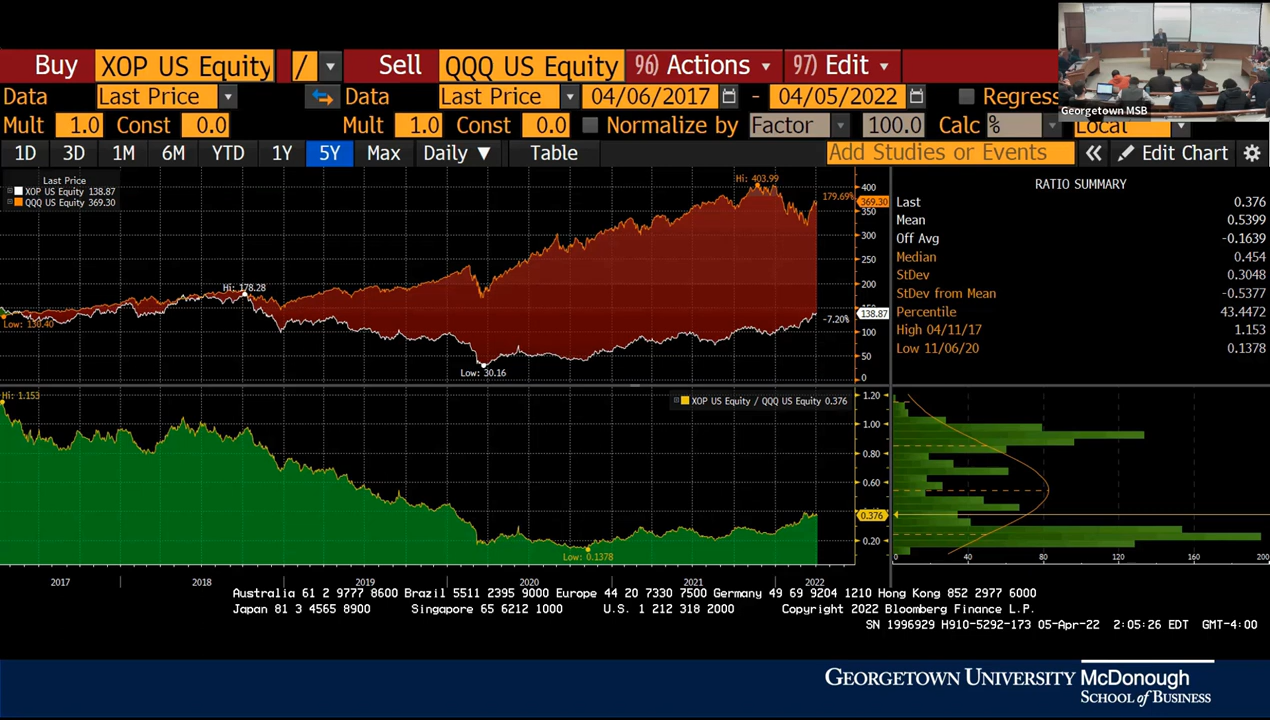 Buy XOP US Equity / Sell QQQ US Equity 96) Actions 97) Edit
Georgetown MSB
Data Last Price Data Last Price 04/06/2017 - 04/05/2022 Regress
Mult 1.0 Const 0.0 Mult 1.0 Const 0.0 Normalize by Factor 100.0 Calc % Local
1D 3D 1M 6M YTD 1Y 5Y Max Daily ▼ Table Add Studies or Events « Edit Chart
Last Price
XOP US Equity 138.87
QQQ US Equity 369.30
Hi: 403.99
179.69%
400
369.30
350
300
250
200
150
138.87
100
50
0
Hi: 178.28
Low: 130.40
-7.20%
Low: 30.16
RATIO SUMMARY
Last 0.376
Mean 0.5399
Off Avg -0.1639
Median 0.454
StDev 0.3048
StDev from Mean -0.5377
Percentile 43.4472
High 04/11/17 1.153
Low 11/06/20 0.1378
Hi: 1.153
XOP US Equity / QQQ US Equity 0.376
1.20
1.00
0.80
0.60
0.376
0.20
Low: 0.1378
0 40 80 120 160 200
2017 2018 2019 2020 2021 2022
Australia 61 2 9777 8600 Brazil 5511 2395 9000 Europe 44 20 7330 7500 Germany 49 69 9204 1210 Hong Kong 852 2977 6000
Japan 81 3 4565 8900 Singapore 65 6212 1000 U.S. 1 212 318 2000 Copyright 2022 Bloomberg Finance L.P.
SN 1996929 H910-5292-173 05-Apr-22 2:05:26 EDT GMT-4:00
GEORGETOWN UNIVERSITY McDonough
SCHOOL of BUSINESS